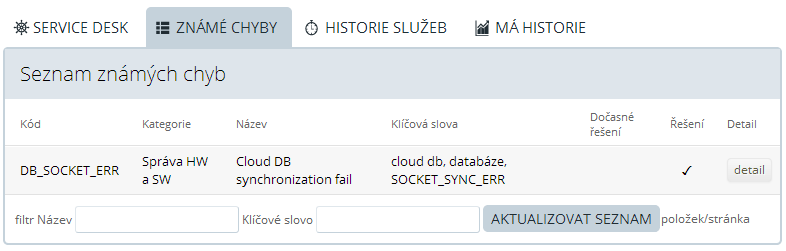 SERVICE DESK ZNÁMÉ CHYBY HISTORIE SLUŽEB MÁ HISTORIE
Seznam známých chyb
Kód Kategorie Název Klíčová slova Dočasné řešení Řešení Detail
DB_SOCKET_ERR Správa HW a SW Cloud DB synchronization fail cloud db, databáze, SOCKET_SYNC_ERR ✓ detail
filtr Název Klíčové slovo AKTUALIZOVAT SEZNAM položek/stránka